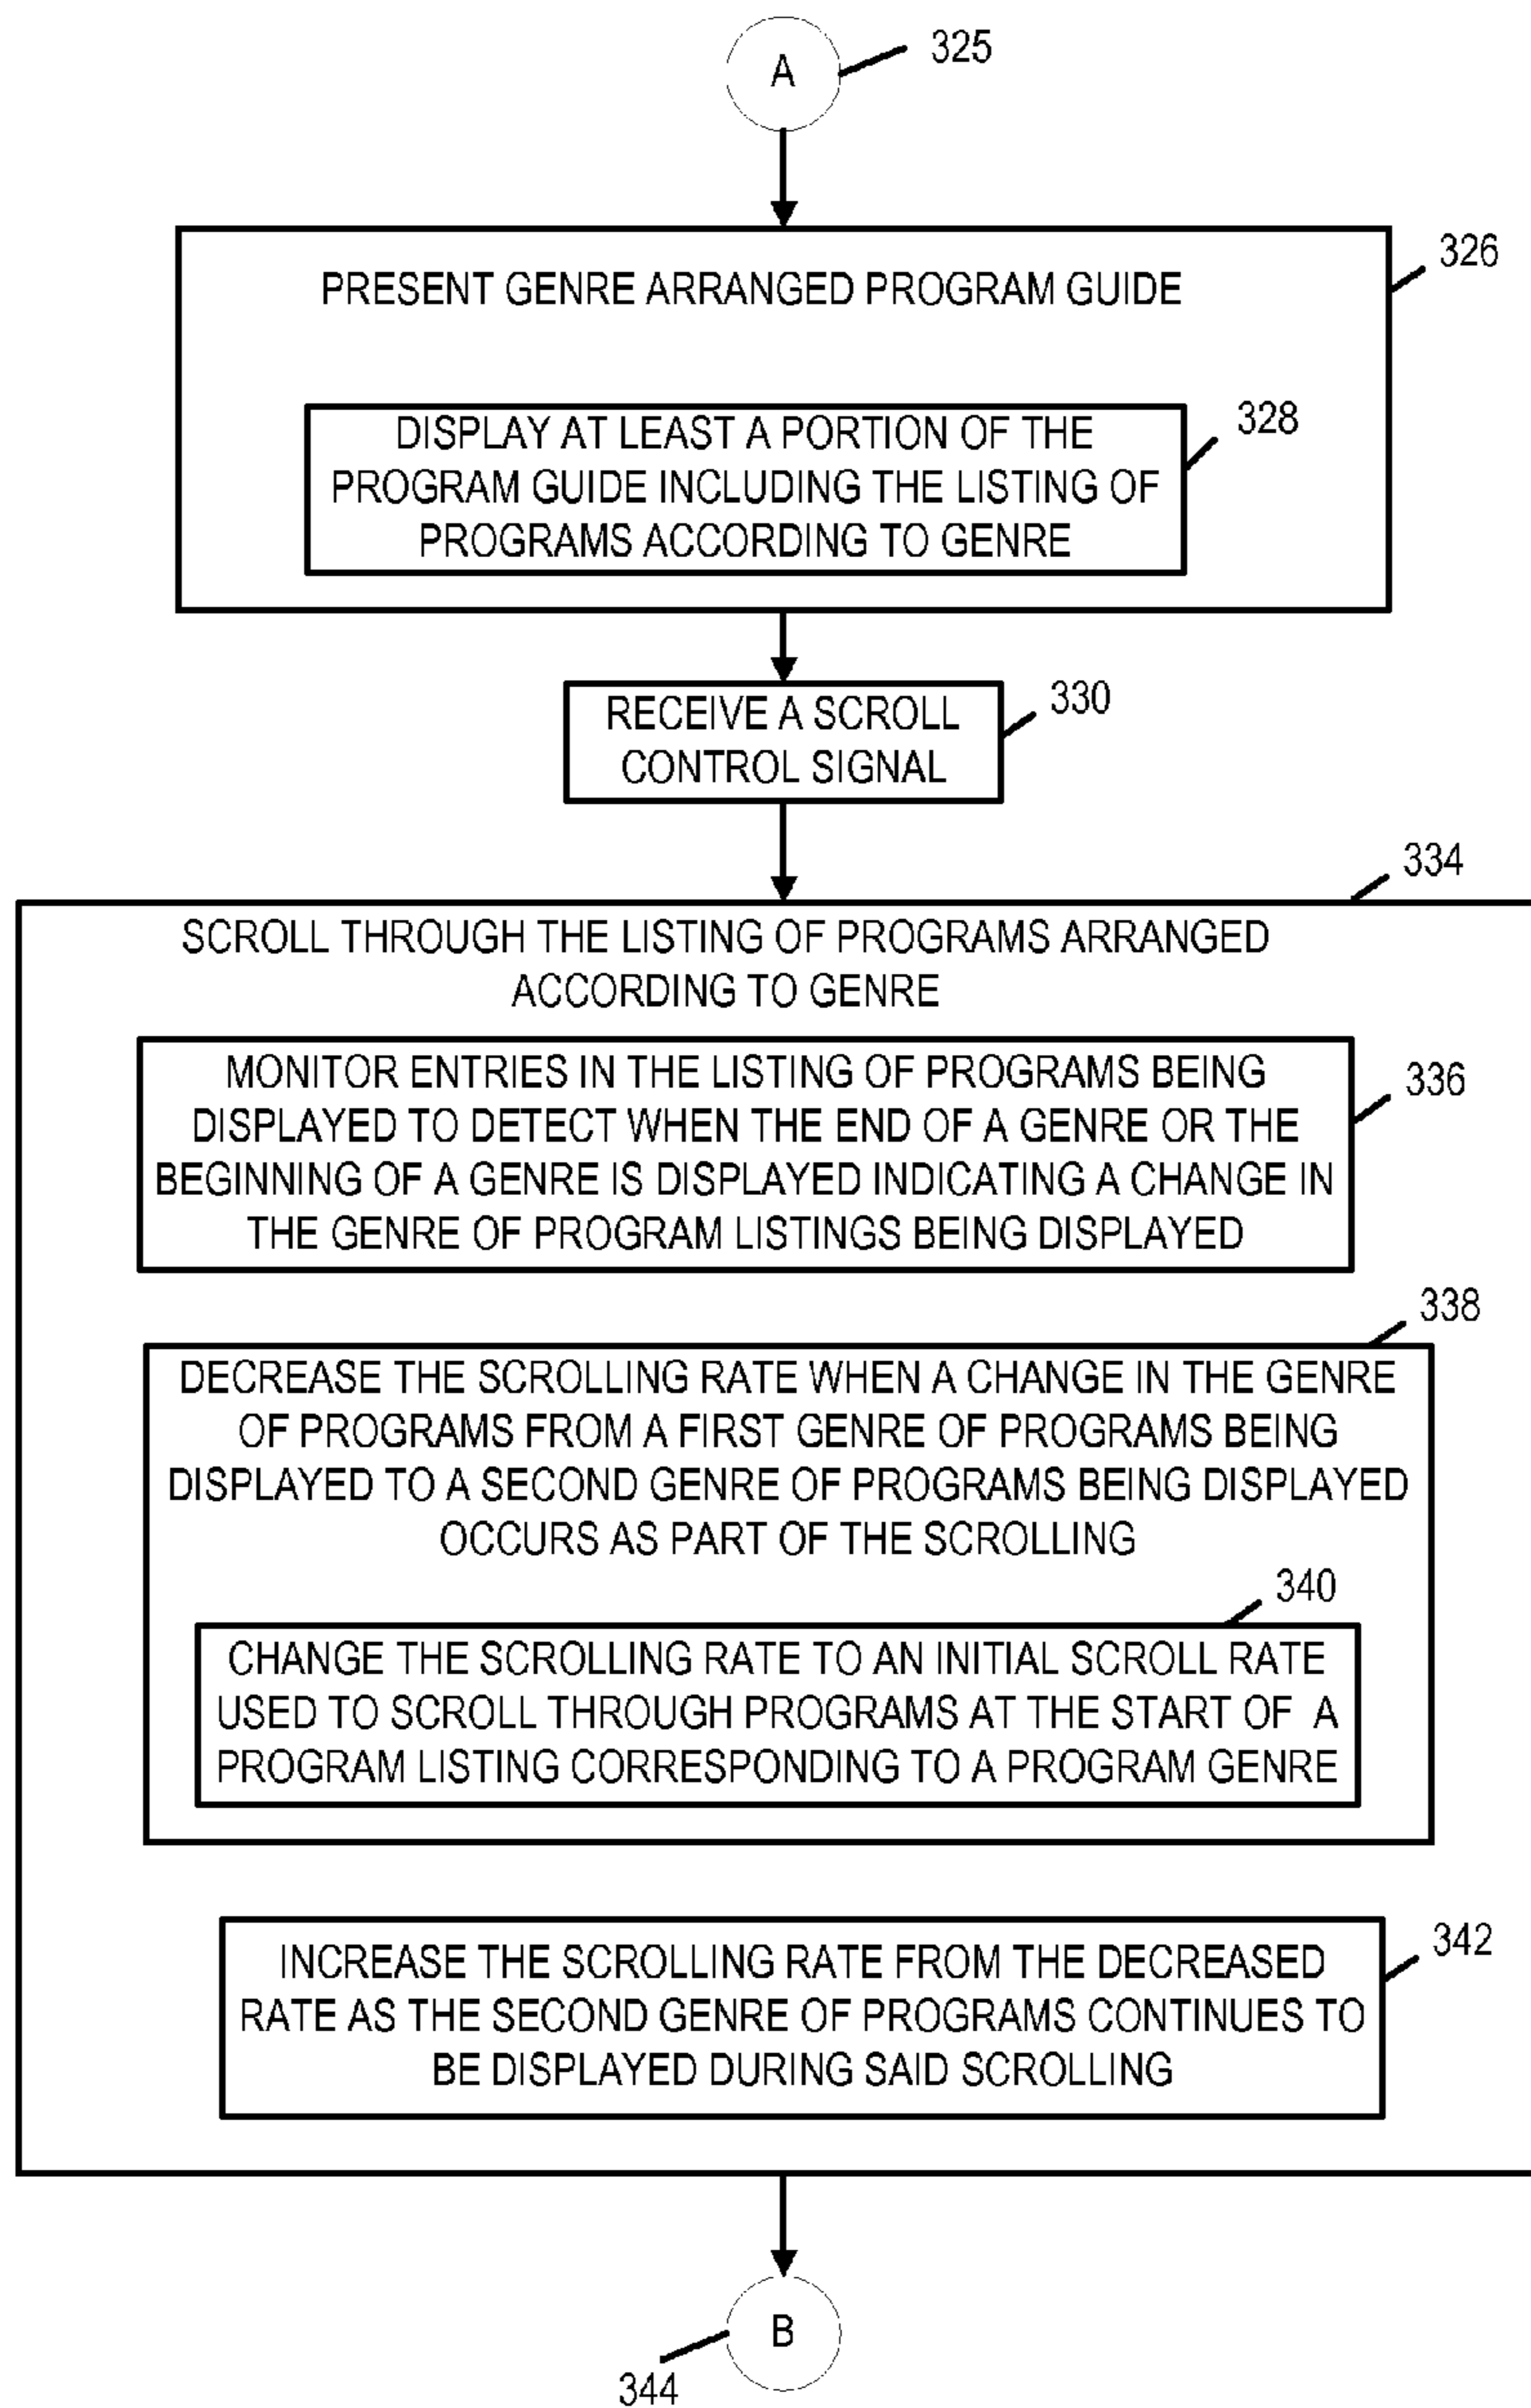 A
325
326
PRESENT GENRE ARRANGED PROGRAM GUIDE
328
DISPLAY AT LEAST A PORTION OF THE
PROGRAM GUIDE INCLUDING THE LISTING OF
PROGRAMS ACCORDING TO GENRE
330
RECEIVE A SCROLL
CONTROL SIGNAL
334
SCROLL THROUGH THE LISTING OF PROGRAMS ARRANGED
ACCORDING TO GENRE
336
MONITOR ENTRIES IN THE LISTING OF PROGRAMS BEING
DISPLAYED TO DETECT WHEN THE END OF A GENRE OR THE
BEGINNING OF A GENRE IS DISPLAYED INDICATING A CHANGE IN
THE GENRE OF PROGRAM LISTINGS BEING DISPLAYED
338
DECREASE THE SCROLLING RATE WHEN A CHANGE IN THE GENRE
OF PROGRAMS FROM A FIRST GENRE OF PROGRAMS BEING
DISPLAYED TO A SECOND GENRE OF PROGRAMS BEING DISPLAYED
OCCURS AS PART OF THE SCROLLING
340
CHANGE THE SCROLLING RATE TO AN INITIAL SCROLL RATE
USED TO SCROLL THROUGH PROGRAMS AT THE START OF A
PROGRAM LISTING CORRESPONDING TO A PROGRAM GENRE
342
INCREASE THE SCROLLING RATE FROM THE DECREASED
RATE AS THE SECOND GENRE OF PROGRAMS CONTINUES TO
BE DISPLAYED DURING SAID SCROLLING
B
344